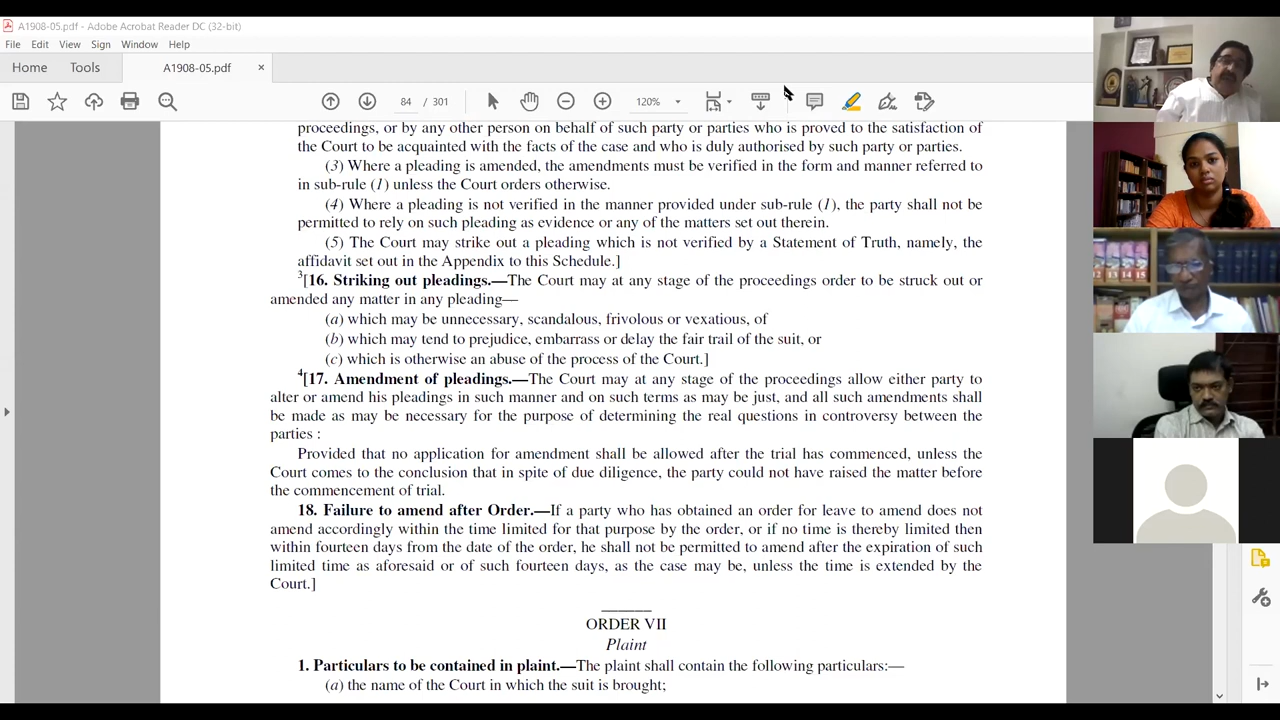 A1908-05.pdf - Adobe Acrobat Reader DC (32-bit)
File Edit View Sign Window Help
Home Tools A1908-05.pdf ×
84 / 301 120%
proceedings, or by any other person on behalf of such party or parties who is proved to the satisfaction of
the Court to be acquainted with the facts of the case and who is duly authorised by such party or parties.
(3) Where a pleading is amended, the amendments must be verified in the form and manner referred to
in sub-rule (1) unless the Court orders otherwise.
(4) Where a pleading is not verified in the manner provided under sub-rule (1), the party shall not be
permitted to rely on such pleading as evidence or any of the matters set out therein.
(5) The Court may strike out a pleading which is not verified by a Statement of Truth, namely, the
affidavit set out in the Appendix to this Schedule.]
3[16. Striking out pleadings.—The Court may at any stage of the proceedings order to be struck out or
amended any matter in any pleading—
(a) which may be unnecessary, scandalous, frivolous or vexatious, of
(b) which may tend to prejudice, embarrass or delay the fair trail of the suit, or
(c) which is otherwise an abuse of the process of the Court.]
4[17. Amendment of pleadings.—The Court may at any stage of the proceedings allow either party to
alter or amend his pleadings in such manner and on such terms as may be just, and all such amendments shall
be made as may be necessary for the purpose of determining the real questions in controversy between the
parties :
Provided that no application for amendment shall be allowed after the trial has commenced, unless the
Court comes to the conclusion that in spite of due diligence, the party could not have raised the matter before
the commencement of trial.
18. Failure to amend after Order.—If a party who has obtained an order for leave to amend does not
amend accordingly within the time limited for that purpose by the order, or if no time is thereby limited then
within fourteen days from the date of the order, he shall not be permitted to amend after the expiration of such
limited time as aforesaid or of such fourteen days, as the case may be, unless the time is extended by the
Court.]
ORDER VII
Plaint
1. Particulars to be contained in plaint.—The plaint shall contain the following particulars:—
(a) the name of the Court in which the suit is brought;